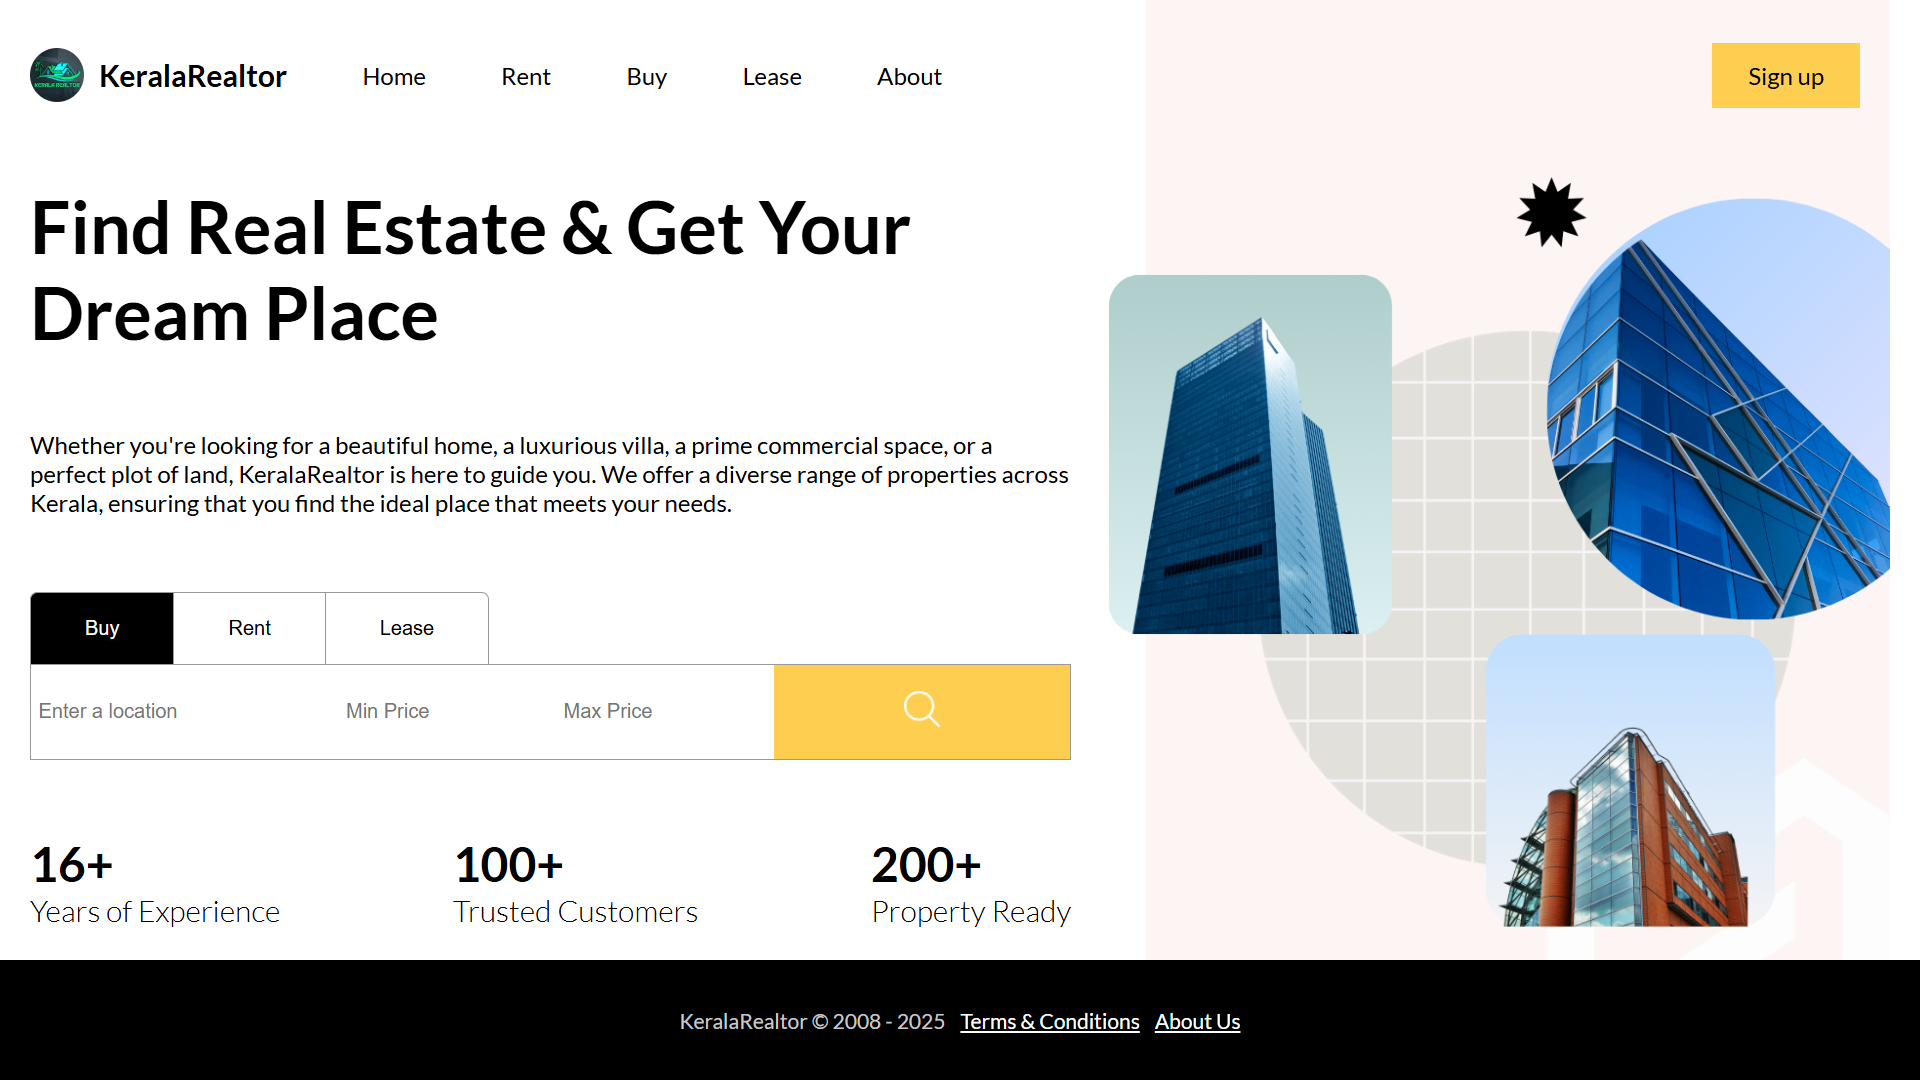 KERALA REALTOR
KeralaRealtor
Home
Rent
Buy
Lease
About
Sign up
Find Real Estate & Get Your
Dream Place
Whether you're looking for a beautiful home, a luxurious villa, a prime commercial space, or a
perfect plot of land, KeralaRealtor is here to guide you. We offer a diverse range of properties across
Kerala, ensuring that you find the ideal place that meets your needs.
Buy
Rent
Lease
Enter a location
Min Price
Max Price
16+
Years of Experience
100+
Trusted Customers
200+
Property Ready
KeralaRealtor © 2008 - 2025 Terms & Conditions About Us